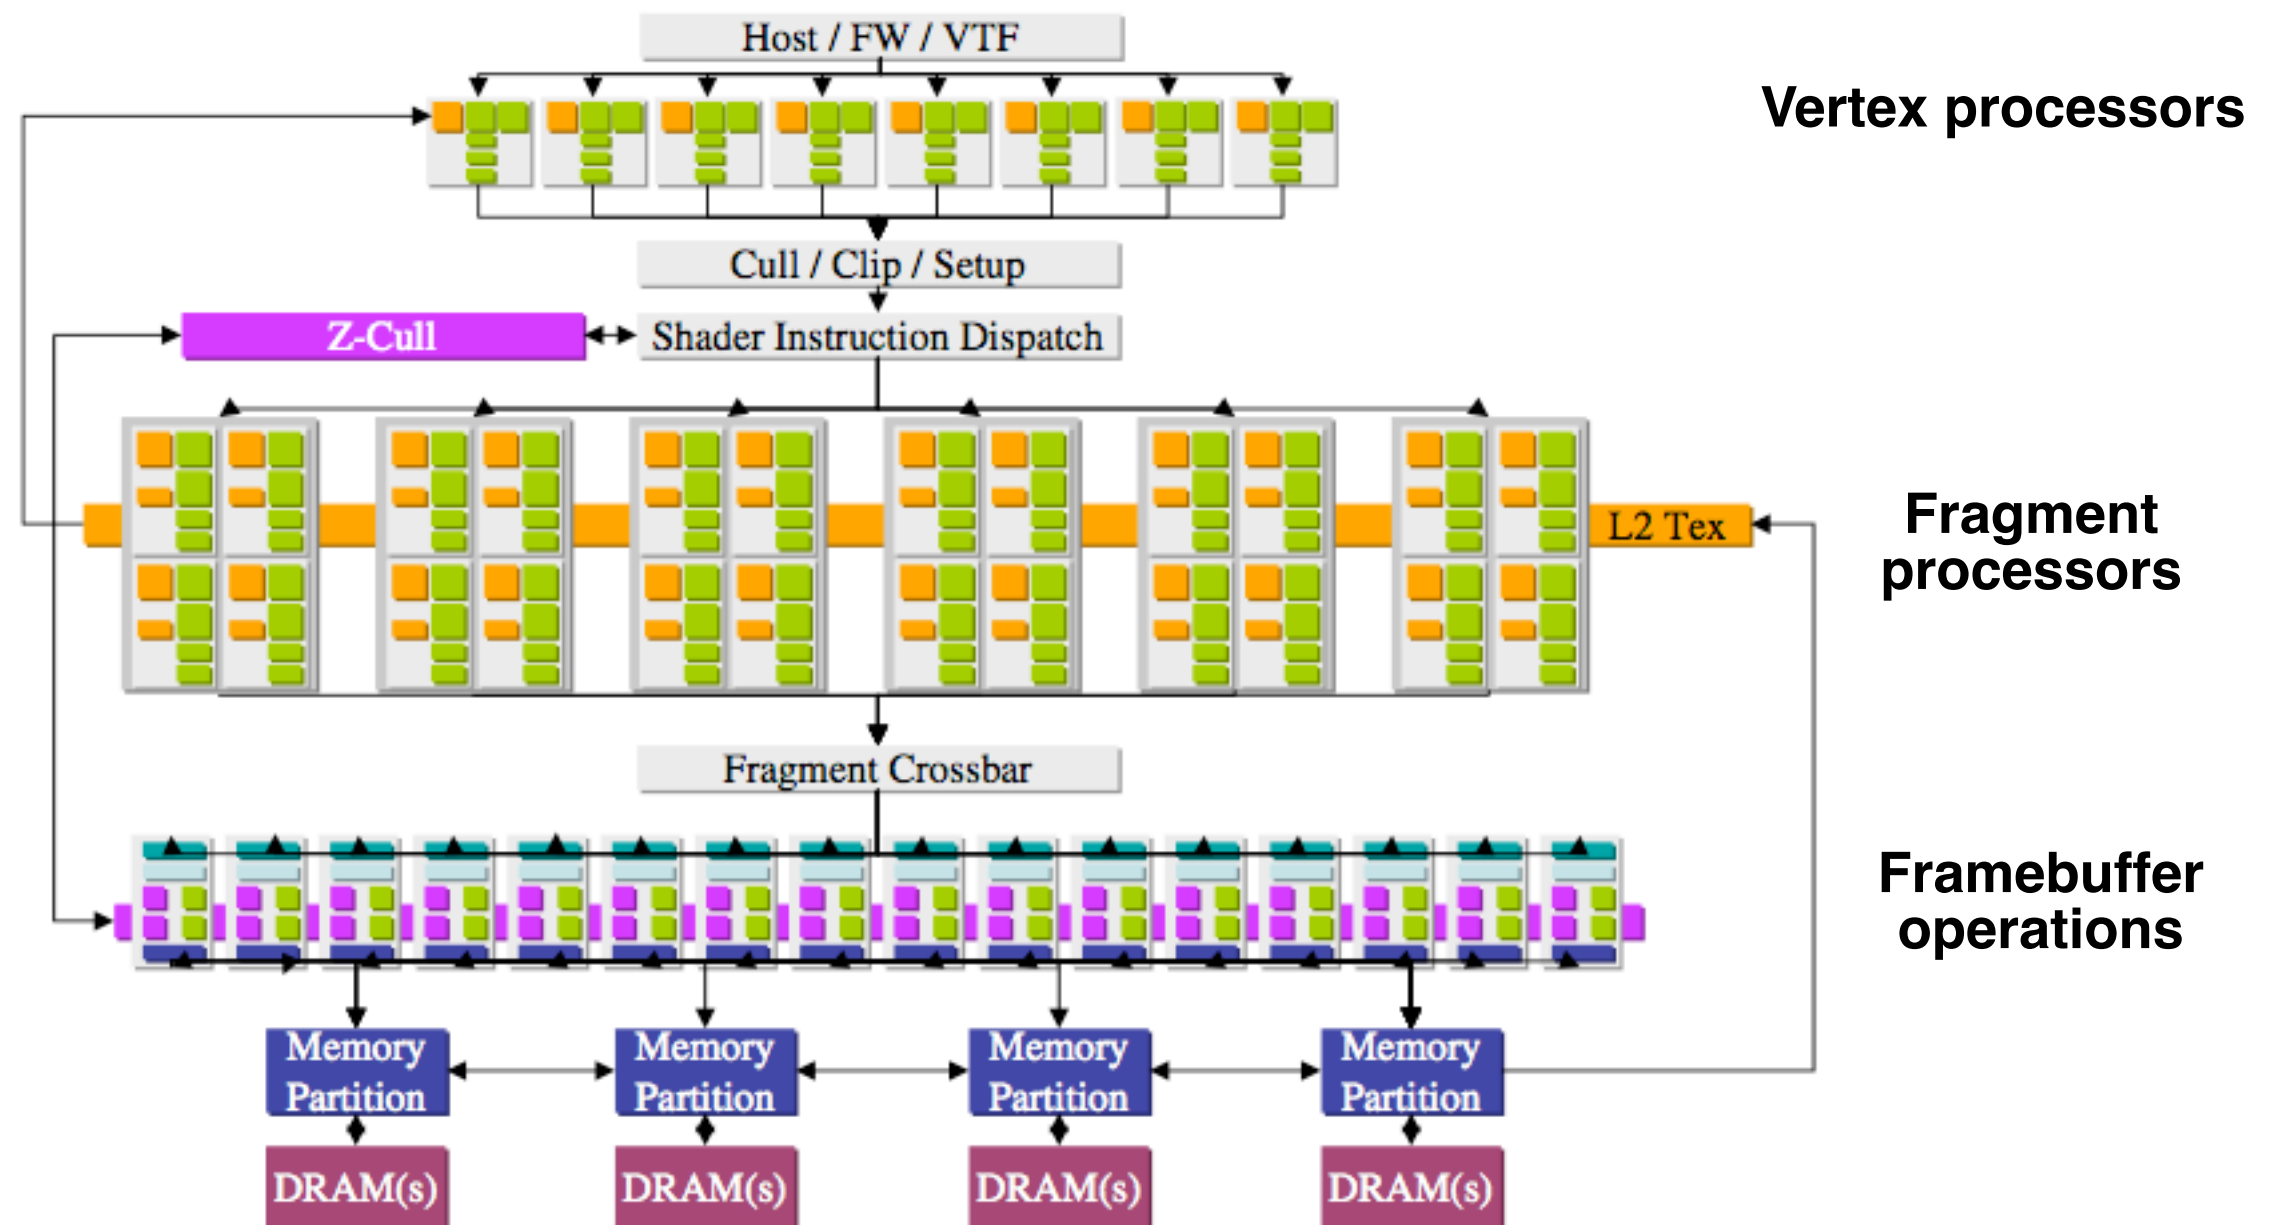 Host / FW / VTF
Vertex processors
Cull / Clip / Setup
Z-Cull
Shader Instruction Dispatch
L2 Tex
Fragment
processors
Fragment Crossbar
Framebuffer
operations
Memory
Partition
Memory
Partition
Memory
Partition
Memory
Partition
DRAM(s)
DRAM(s)
DRAM(s)
DRAM(s)